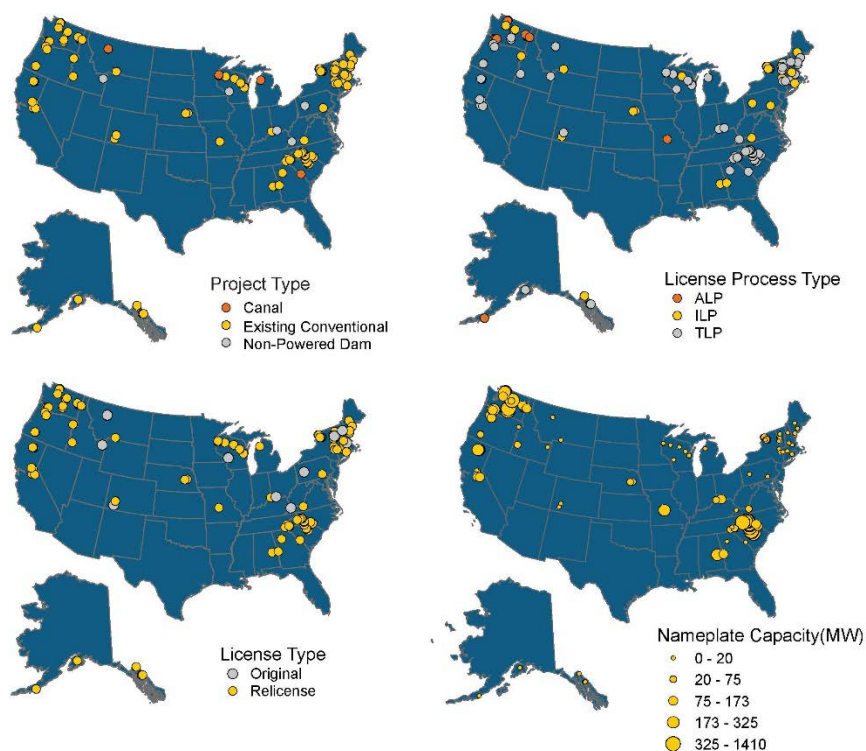 Project Type
Canal
Existing Conventional
Non-Powered Dam
License Process Type
ALP
ILP
TLP
License Type
Original
Relicense
Nameplate Capacity(MW)
0 - 20
20 - 75
75 - 173
173 - 325
325 - 1410